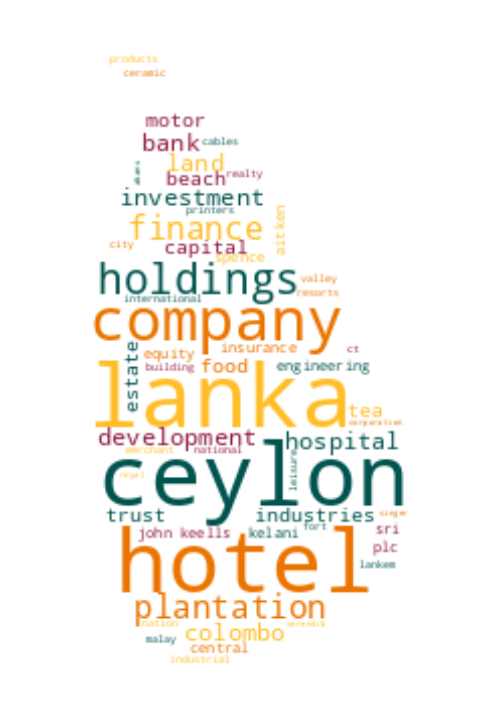 products
ceramic
motor
bank cables
land
beach realty
investment
printers
finance aitken
city capital
spence
holdings valley
international resorts
company
estate equity insurance ct
building food engineering
lanka tea
corporation
development hospital
merchant national
ceylon leisure
royal
trust industries singer
fort
john keells kelani sri
hotel plc
lankem
plantation
nation
malay colombo
central
industrial